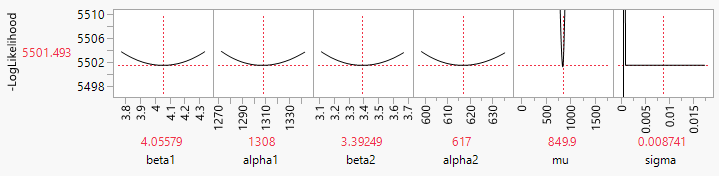 -LogLikelihood
5501.493
5510
5506
5502
5498
3.8 3.9 4 4.1 4.2 4.3
1270 1290 1310 1330
3.1 3.2 3.3 3.4 3.5 3.6 3.7
600 610 620 630
0 500 1000 1500
0 0.005 0.01 0.015
4.05579 1308 3.39249 617 849.9 0.008741
beta1 alpha1 beta2 alpha2 mu sigma